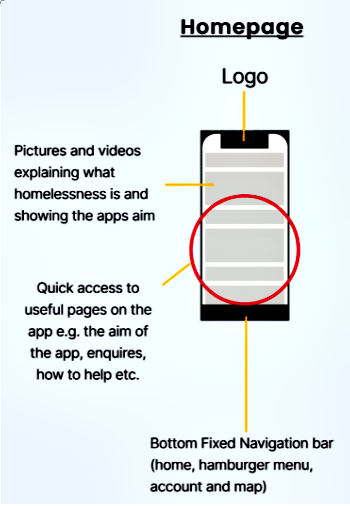 Homepage
Logo
Pictures and videos
explaining what
homelessness is and
showing the apps aim
Quick access to
useful pages on the
app e.g. the aim of
the app, enquires,
how to help etc.
Bottom Fixed Navigation bar
(home, hamburger menu,
account and map)